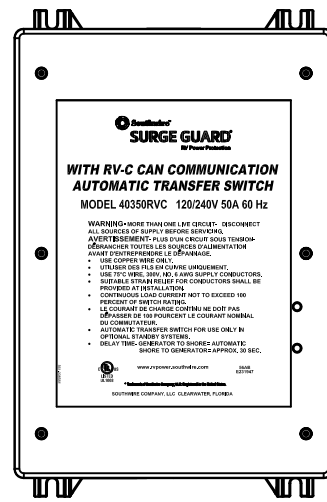 Southwire®
SURGE GUARD®
RV Power Protection
WITH RV-C CAN COMMUNICATION
AUTOMATIC TRANSFER SWITCH
MODEL 40350RVC 120/240V 50A 60 Hz
WARNING-MORE THAN ONE LIVE CIRCUIT- DISCONNECT
ALL SOURCES OF SUPPLY BEFORE SERVICING.
AVERTISSEMENT- PLUS D'UN CIRCUIT SOUS TENSION-
DÉBRANCHER TOUTES LES SOURCES D'ALIMENTATION
AVANT D'ENTREPRENDRE LE DÉPANNAGE.
• USE COPPER WIRE ONLY.
• UTILISER DES FILS EN CUIVRE UNIQUEMENT.
• USE 75°C WIRE, 300V, NO. 6 AWG SUPPLY CONDUCTORS.
• SUITABLE STRAIN RELIEF FOR CONDUCTORS SHALL BE
PROVIDED AT INSTALLATION.
• CONTINUOUS LOAD CURRENT NOT TO EXCEED 100
PERCENT OF SWITCH RATING.
• LE COURANT DE CHARGE CONTINU NE DOIT PAS
DÉPASSER DE 100 POURCENT LE COURANT NOMINAL
DU COMMUTATEUR.
• AUTOMATIC TRANSFER SWITCH FOR USE ONLY IN
OPTIONAL STANDBY SYSTEMS.
• DELAY TIME- GENERATOR TO SHORE= AUTOMATIC
SHORE TO GENERATOR= APPROX. 30 SEC.
UL US
LISTED
UL1008
www.rvpower.southwire.com
56AB
E231947
SOUTHWIRE COMPANY, LLC CLEARWATER, FLORIDA